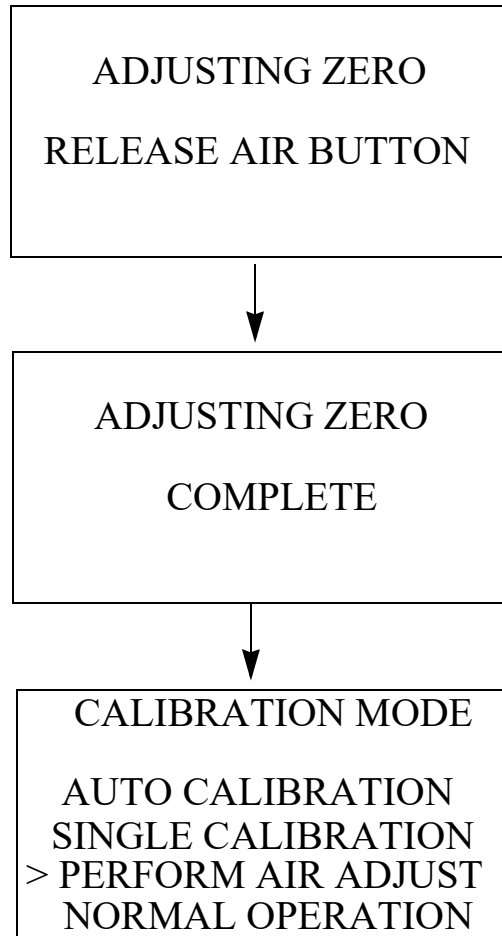 ADJUSTING ZERO
RELEASE AIR BUTTON
ADJUSTING ZERO
COMPLETE
CALIBRATION MODE
AUTO CALIBRATION
SINGLE CALIBRATION
> PERFORM AIR ADJUST
NORMAL OPERATION